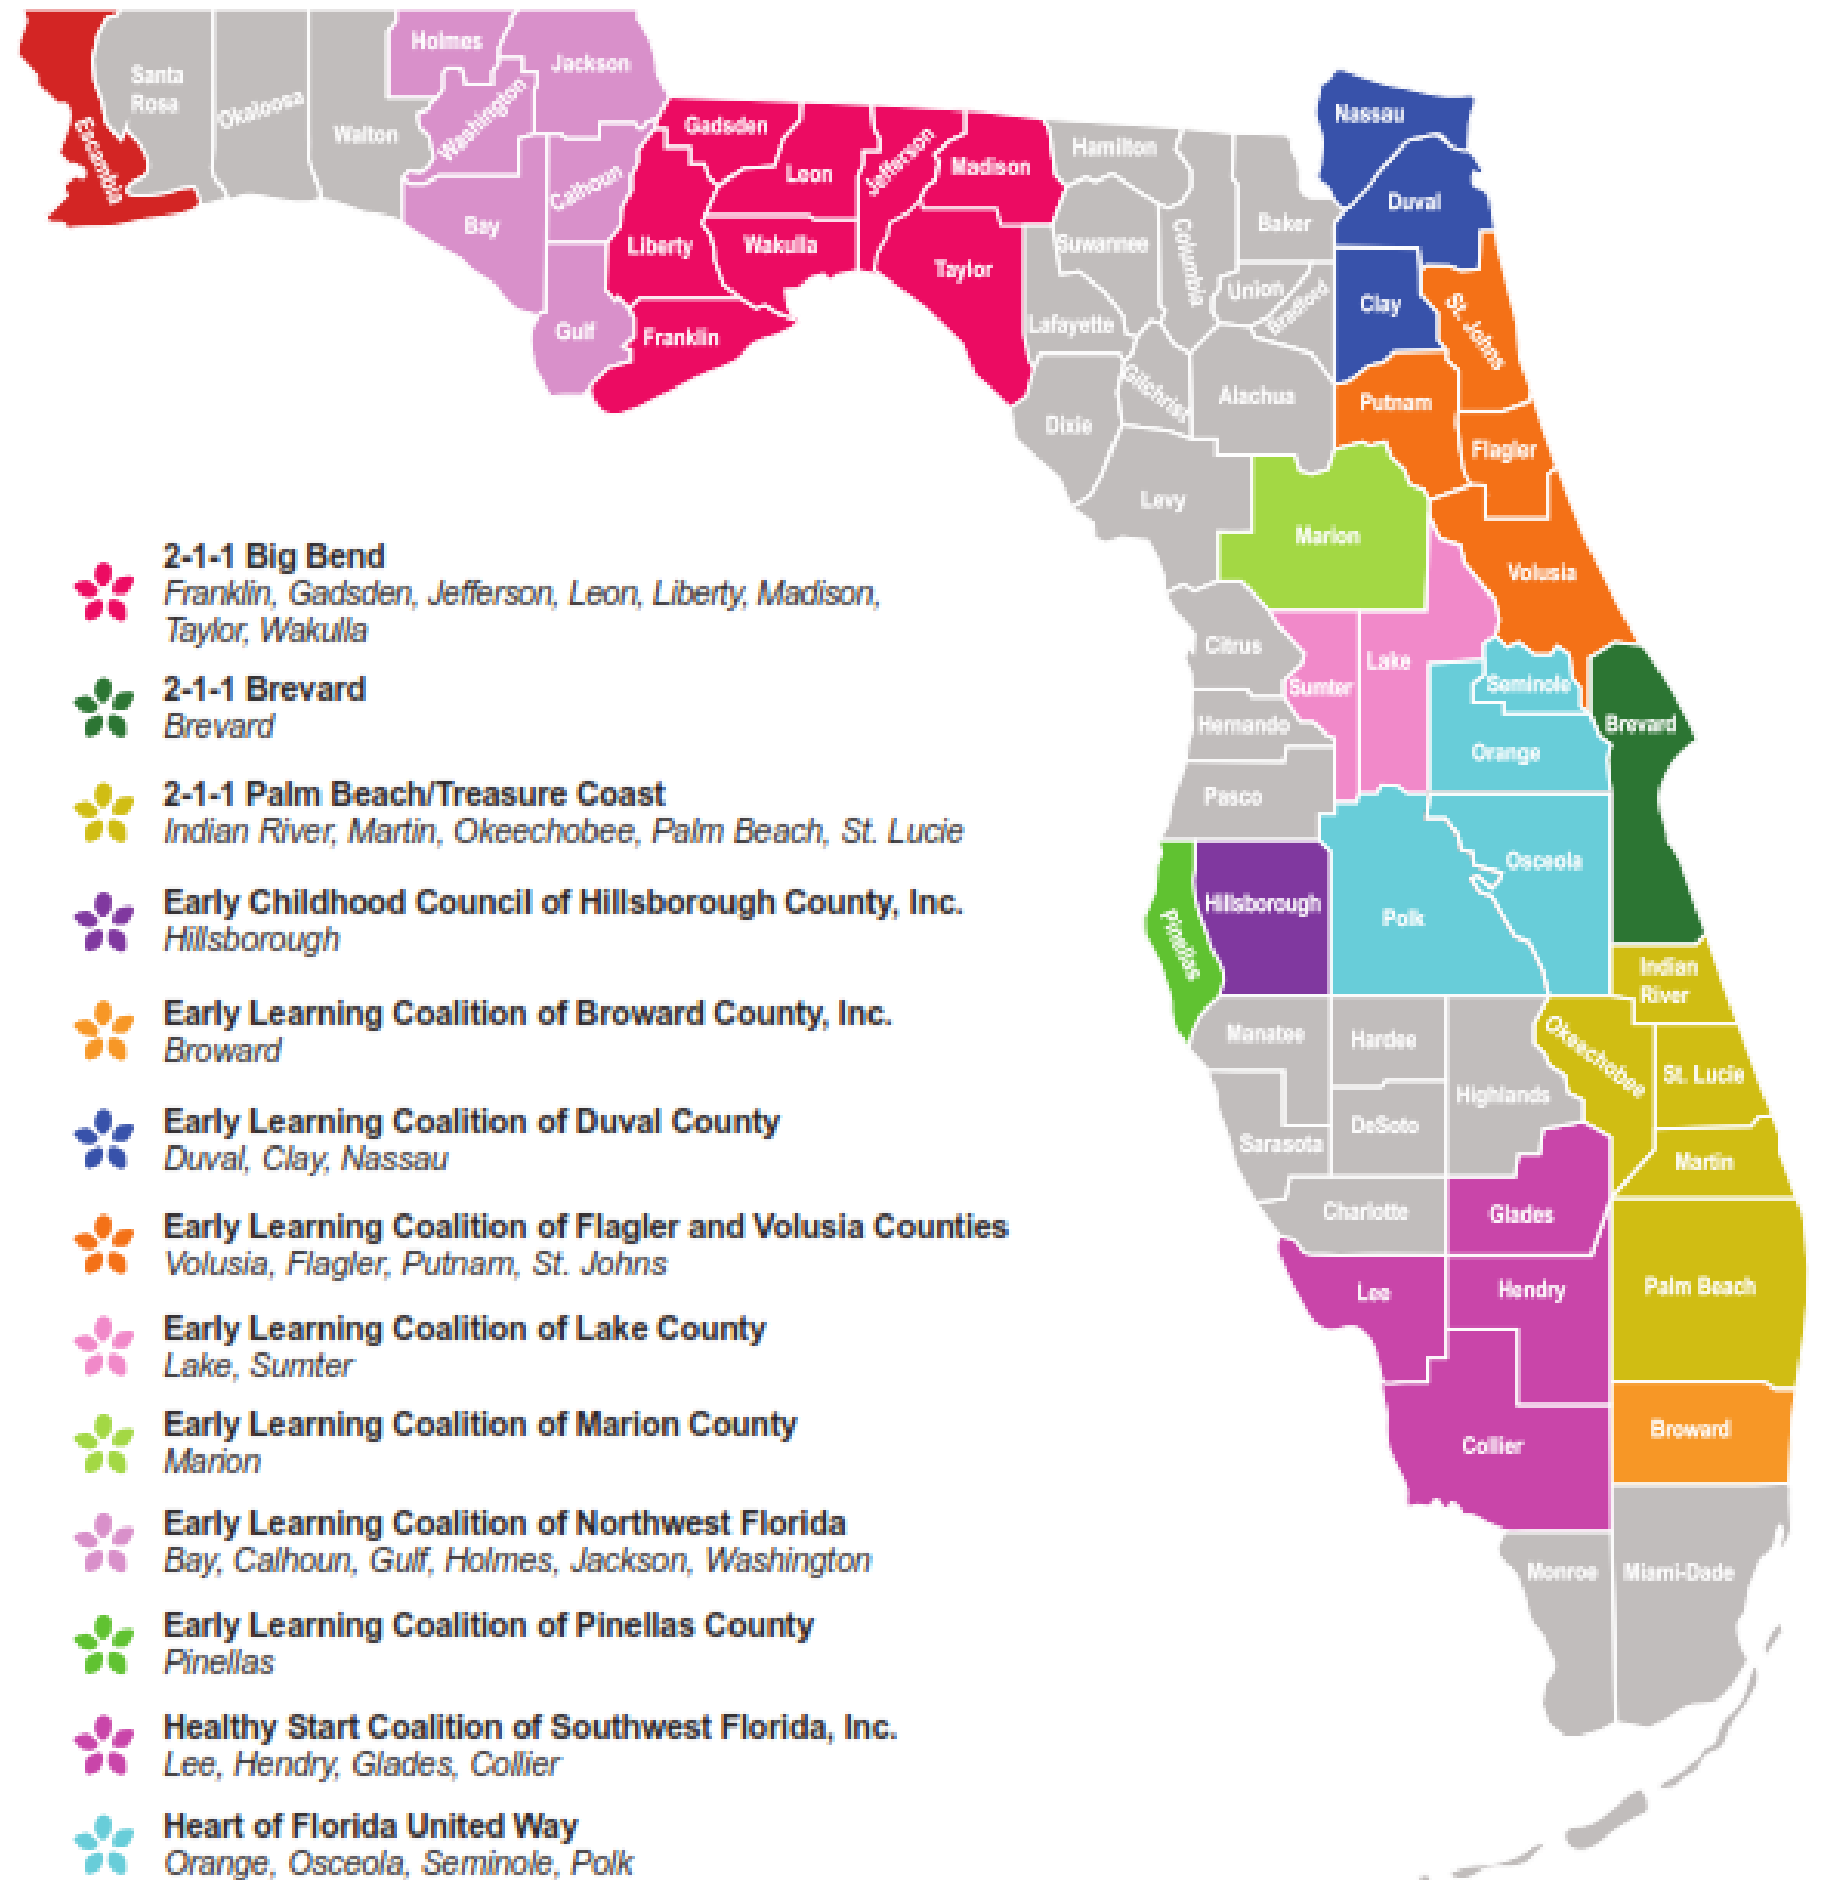 Holmes
Jackson
Santa
Rosa
Okaloosa
Walton
Washington
Escambia
Calhoun
Bay
Gulf
Gadsden
Leon
Jefferson
Madison
Liberty
Wakulla
Taylor
Franklin
Hamilton
Suwannee
Columbia
Baker
Nassau
Duval
Union
Bradford
Clay
St. Johns
Lafayette
Gilchrist
Alachua
Putnam
Dixie
Flagler
Levy
Marion
Volusia
Citrus
Sumter
Lake
Seminole
Hernando
Orange
Brevard
Pasco
Osceola
Pinellas
Hillsborough
Polk
Indian
River
Manatee
Hardee
Highlands
Okeechobee
St. Lucie
Sarasota
DeSoto
Martin
Charlotte
Glades
Lee
Hendry
Palm Beach
Collier
Broward
Monroe
Miami-Dade
2-1-1 Big Bend
Franklin, Gadsden, Jefferson, Leon, Liberty, Madison,
Taylor, Wakulla
2-1-1 Brevard
Brevard
2-1-1 Palm Beach/Treasure Coast
Indian River, Martin, Okeechobee, Palm Beach, St. Lucie
Early Childhood Council of Hillsborough County, Inc.
Hillsborough
Early Learning Coalition of Broward County, Inc.
Broward
Early Learning Coalition of Duval County
Duval, Clay, Nassau
Early Learning Coalition of Flagler and Volusia Counties
Volusia, Flagler, Putnam, St. Johns
Early Learning Coalition of Lake County
Lake, Sumter
Early Learning Coalition of Marion County
Marion
Early Learning Coalition of Northwest Florida
Bay, Calhoun, Gulf, Holmes, Jackson, Washington
Early Learning Coalition of Pinellas County
Pinellas
Healthy Start Coalition of Southwest Florida, Inc.
Lee, Hendry, Glades, Collier
Heart of Florida United Way
Orange, Osceola, Seminole, Polk